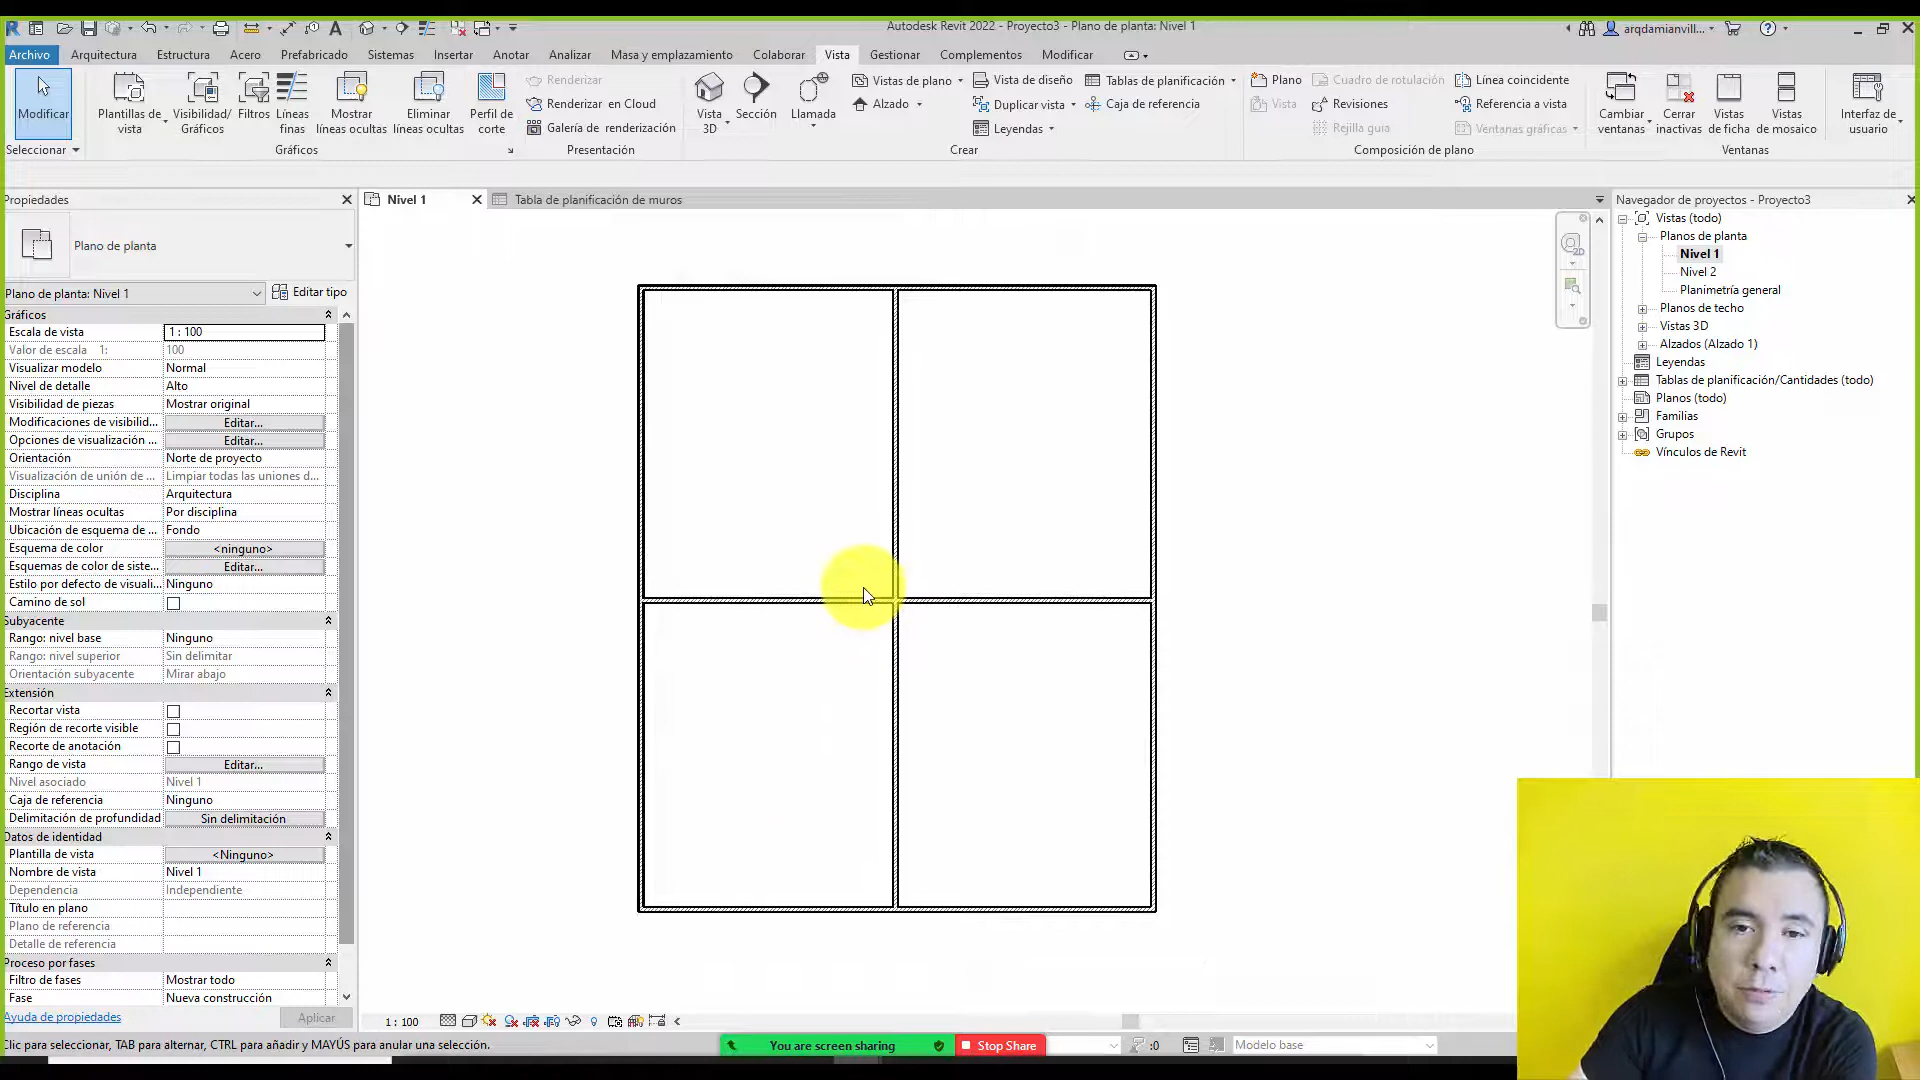 Autodesk Revit 2022 - Proyecto3 - Plano de planta: Nivel 1
arqdamianvill...
Archivo Arquitectura Estructura Acero Prefabricado Sistemas Insertar Anotar Analizar Masa y emplazamiento Colaborar Vista Gestionar Complementos Modificar
Modificar
Plantillas de vista
Visibilidad/ Gráficos
Filtros
Líneas finas
Mostrar líneas ocultas
Eliminar líneas ocultas
Perfil de corte
Renderizar
Renderizar en Cloud
Galería de renderización
Vista 3D
Sección
Llamada
Vistas de plano
Alzado
Vista de diseño
Duplicar vista
Leyendas
Tablas de planificación
Caja de referencia
Plano
Vista
Cuadro de rotulación
Revisiones
Rejilla guía
Línea coincidente
Referencia a vista
Ventanas gráficas
Cambiar ventanas
Cerrar inactivas
Vistas de ficha
Vistas de mosaico
Interfaz de usuario
Seleccionar Gráficos Presentación Crear Composición de plano Ventanas
Propiedades
Plano de planta
Plano de planta: Nivel 1 Editar tipo
Gráficos
Escala de vista 1 : 100
Valor de escala 1: 100
Visualizar modelo Normal
Nivel de detalle Alto
Visibilidad de piezas Mostrar original
Modificaciones de visibilid... Editar...
Opciones de visualización ... Editar...
Orientación Norte de proyecto
Visualización de unión de ... Limpiar todas las uniones d...
Disciplina Arquitectura
Mostrar líneas ocultas Por disciplina
Ubicación de esquema de ... Fondo
Esquema de color <ninguno>
Esquemas de color de siste... Editar...
Estilo por defecto de visuali... Ninguno
Camino de sol
Subyacente
Rango: nivel base Ninguno
Rango: nivel superior Sin delimitar
Orientación subyacente Mirar abajo
Extensión
Recortar vista
Región de recorte visible
Recorte de anotación
Rango de vista Editar...
Nivel asociado Nivel 1
Caja de referencia Ninguno
Delimitación de profundidad Sin delimitación
Datos de identidad
Plantilla de vista <Ninguno>
Nombre de vista Nivel 1
Dependencia Independiente
Título en plano
Plano de referencia
Detalle de referencia
Proceso por fases
Filtro de fases Mostrar todo
Fase Nueva construcción
Ayuda de propiedades Aplicar
Nivel 1
Tabla de planificación de muros
2D
Navegador de proyectos - Proyecto3
Vistas (todo)
Planos de planta
Nivel 1
Nivel 2
Planimetría general
Planos de techo
Vistas 3D
Alzados (Alzado 1)
Leyendas
Tablas de planificación/Cantidades (todo)
Planos (todo)
Familias
Grupos
Vínculos de Revit
1 : 100
Clic para seleccionar, TAB para alternar, CTRL para añadir y MAYÚS para anular una selección.
You are screen sharing Stop Share
:0
Modelo base